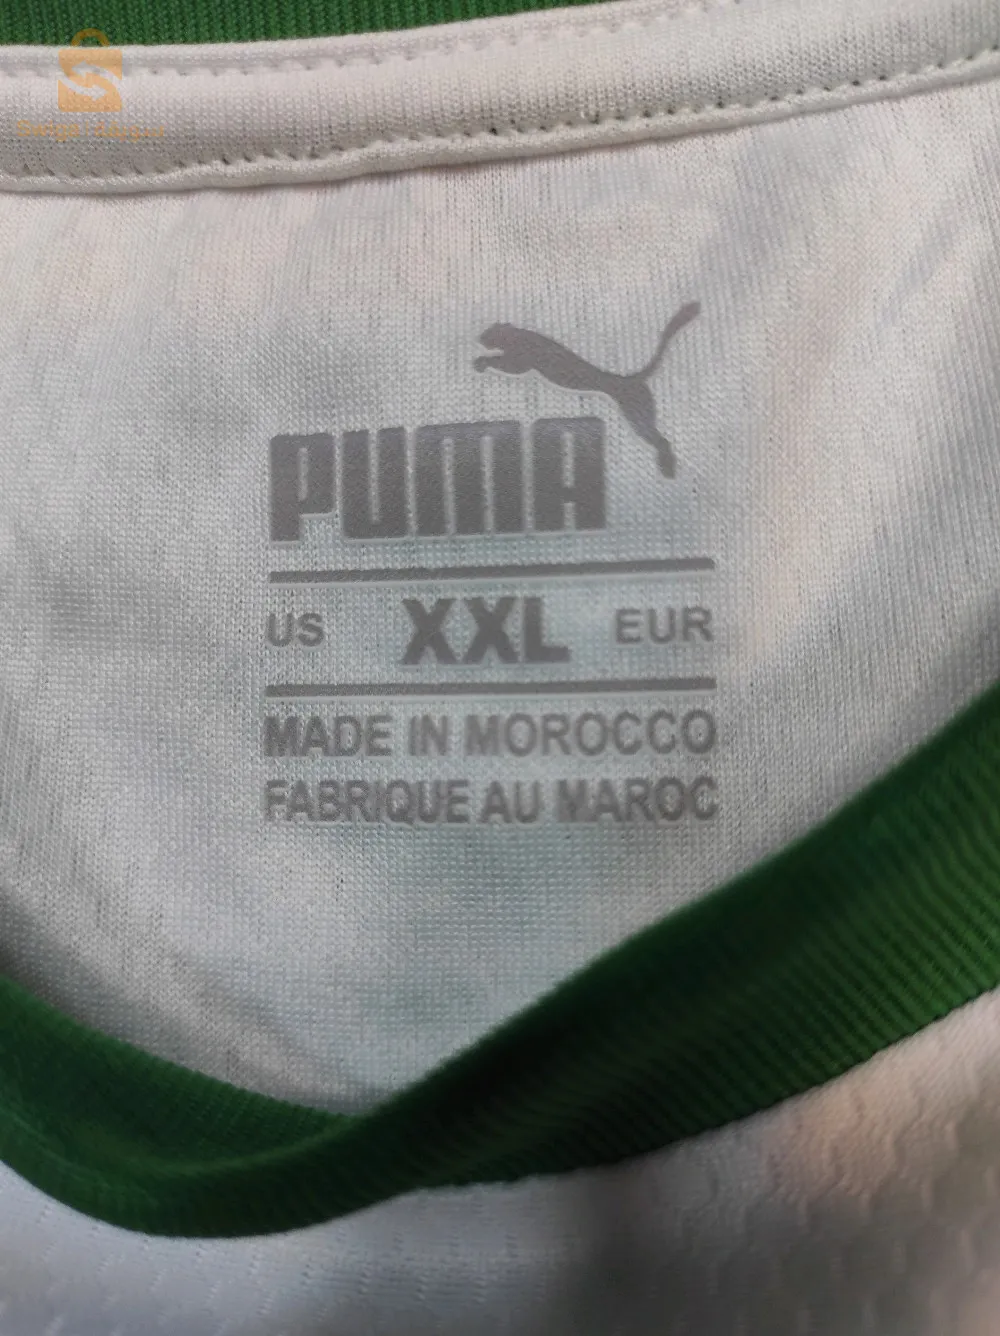 PUMA
US XXL EUR
MADE IN MOROCCO
FABRIQUE AU MAROC